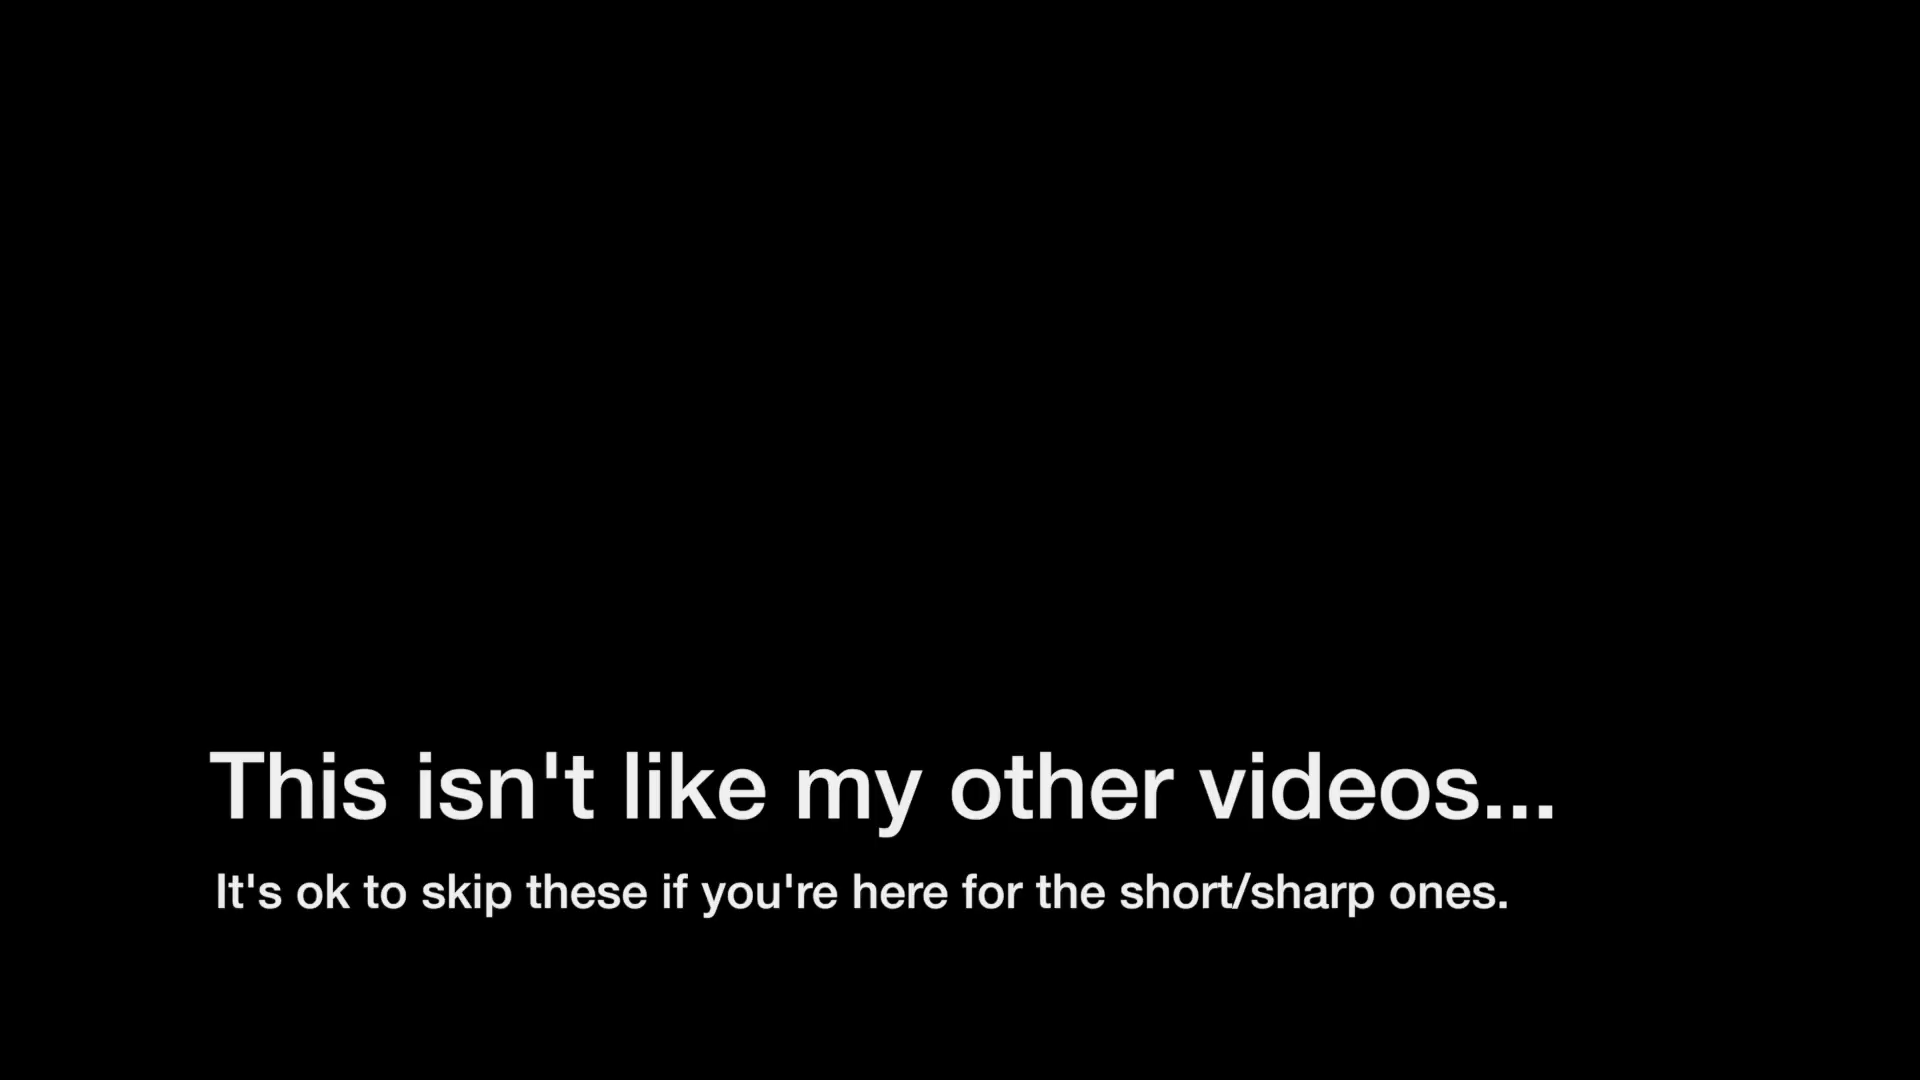 This isn't like my other videos...
It's ok to skip these if you're here for the short/sharp ones.